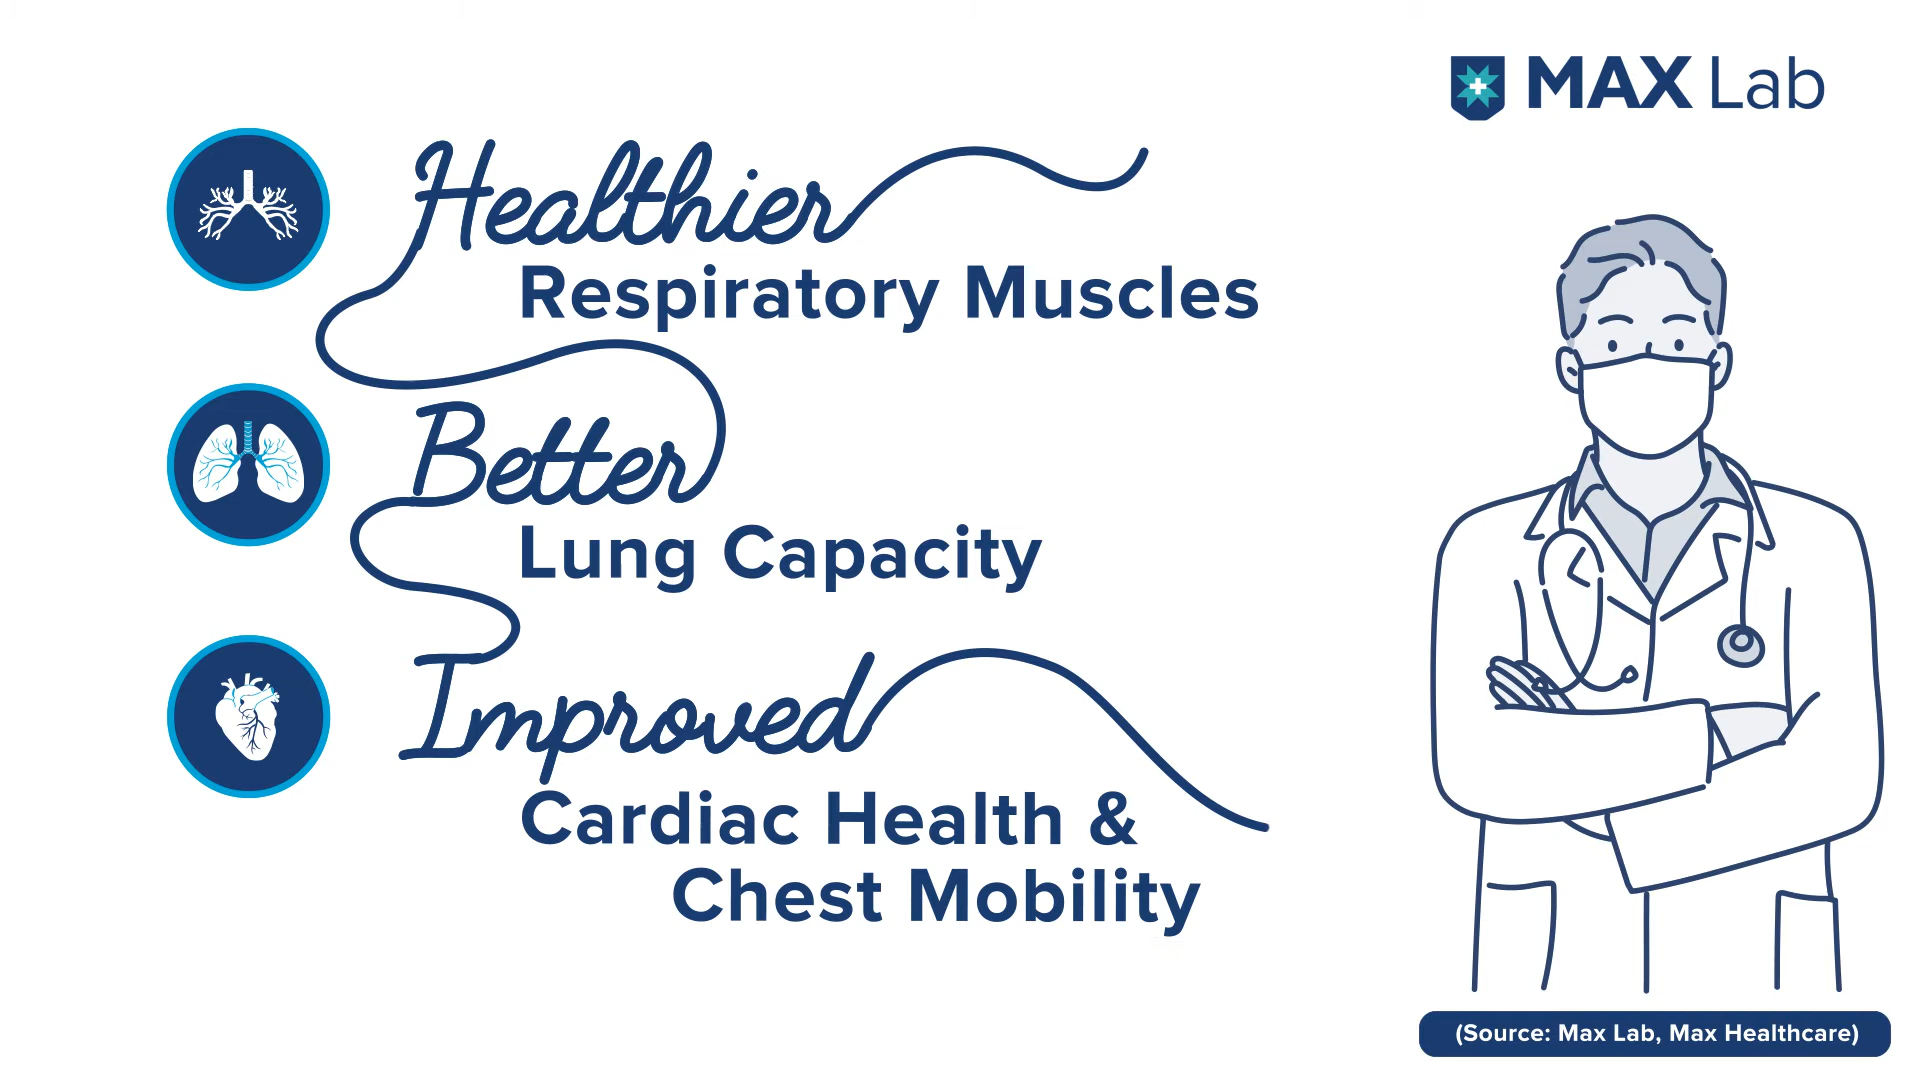 MAX Lab
Healthier
Respiratory Muscles
Better
Lung Capacity
Improved
Cardiac Health &
Chest Mobility
(Source: Max Lab, Max Healthcare)